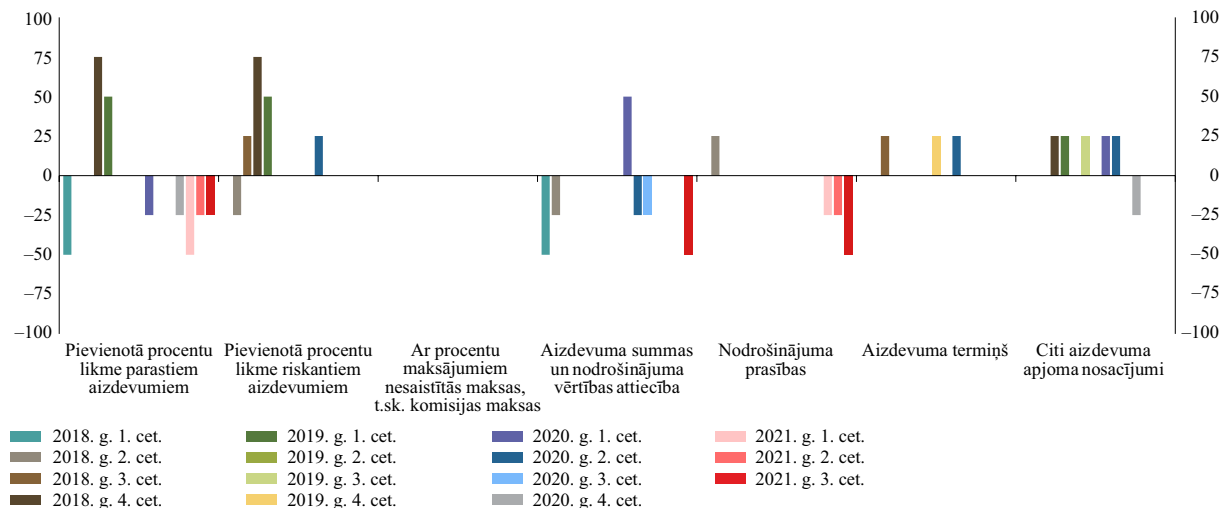 100
75
50
25
0
–25
–50
–75
–100
100
75
50
25
0
–25
–50
–75
–100
Pievienotā procentu
likme parastiem
aizdevumiem
Pievienotā procentu
likme riskantiem
aizdevumiem
Ar procentu
maksājumiem
nesaistītās maksas,
t.sk. komisijas maksas
Aizdevuma summas
un nodrošinājuma
vērtības attiecība
Nodrošinājuma
prasības
Aizdevuma termiņš
Citi aizdevuma
apjoma nosacījumi
2018. g. 1. cet.
2018. g. 2. cet.
2018. g. 3. cet.
2018. g. 4. cet.
2019. g. 1. cet.
2019. g. 2. cet.
2019. g. 3. cet.
2019. g. 4. cet.
2020. g. 1. cet.
2020. g. 2. cet.
2020. g. 3. cet.
2020. g. 4. cet.
2021. g. 1. cet.
2021. g. 2. cet.
2021. g. 3. cet.